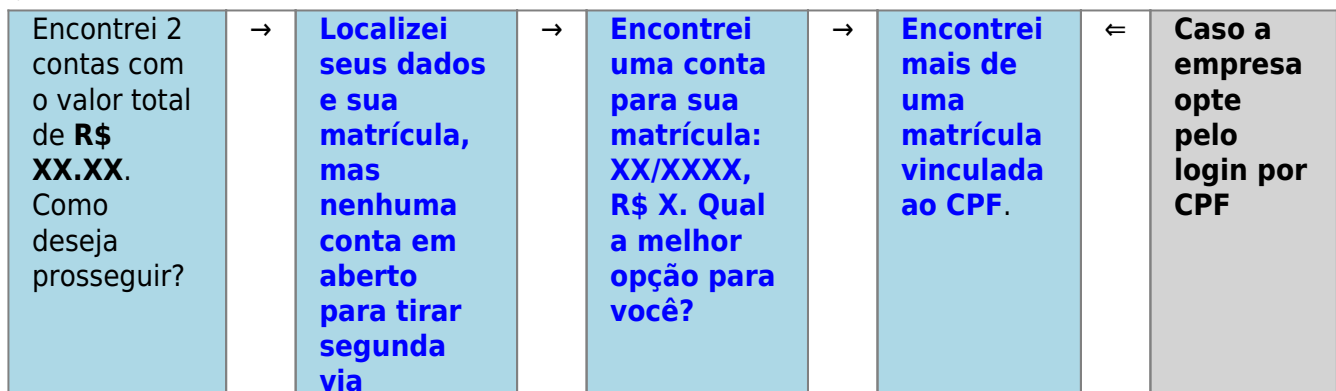 Encontrei 2
contas com
o valor total
de R$
XX.XX.
Como
deseja
prosseguir?
→
Localizei
seus dados
e sua
matrícula,
mas
nenhuma
conta em
aberto
para tirar
segunda
via
→
Encontrei
uma conta
para sua
matrícula:
XX/XXXX,
R$ X. Qual
a melhor
opção para
você?
→
Encontrei
mais de
uma
matrícula
vinculada
ao CPF.
⇐
Caso a
empresa
opte
pelo
login por
CPF